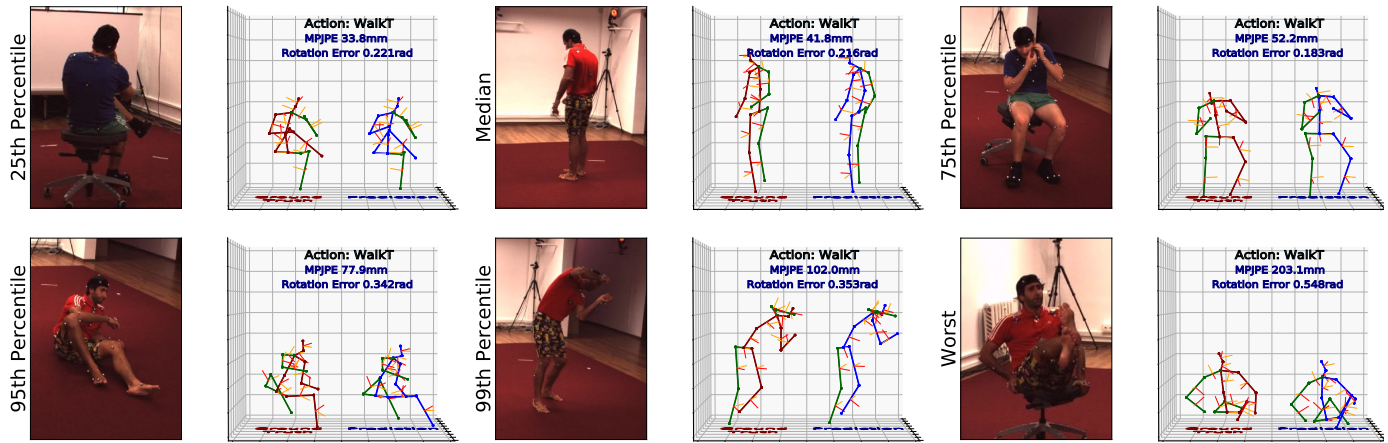 25th Percentile
Action: WalkT
MPJPE 33.8mm
Rotation Error 0.221rad
Median
Action: WalkT
MPJPE 41.8mm
Rotation Error 0.216rad
75th Percentile
Action: WalkT
MPJPE 52.2mm
Rotation Error 0.183rad
95th Percentile
Action: WalkT
MPJPE 77.9mm
Rotation Error 0.342rad
99th Percentile
Action: WalkT
MPJPE 102.0mm
Rotation Error 0.353rad
Worst
Action: WalkT
MPJPE 203.1mm
Rotation Error 0.548rad